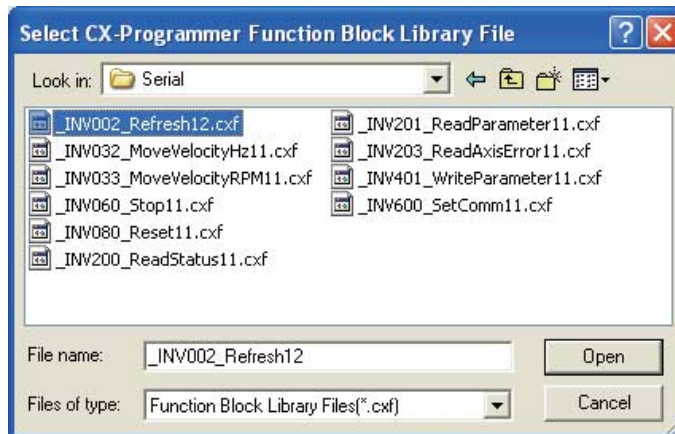 Select CX-Programmer Function Block Library File
Look in: Serial
_INV002_Refresh12.cxf
_INV032_MoveVelocityHz11.cxf
_INV033_MoveVelocityRPM11.cxf
_INV060_Stop11.cxf
_INV080_Reset11.cxf
_INV200_ReadStatus11.cxf
_INV201_ReadParameter11.cxf
_INV203_ReadAxisError11.cxf
_INV401_WriteParameter11.cxf
_INV600_SetComm11.cxf
File name: _INV002_Refresh12 Open
Files of type: Function Block Library Files(*.cxf) Cancel